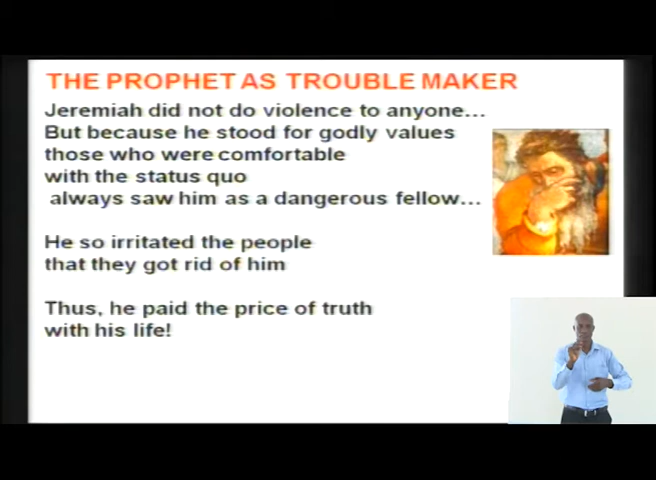 THE PROPHET AS TROUBLE MAKER
Jeremiah did not do violence to anyone...
But because he stood for godly values
those who were comfortable
with the status quo
always saw him as a dangerous fellow...
He so irritated the people
that they got rid of him
Thus, he paid the price of truth
with his life!